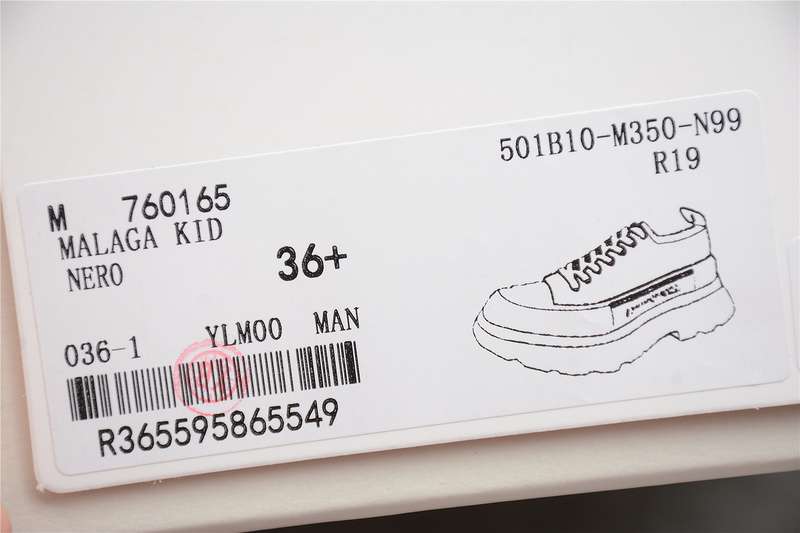 501B10-M350-N99
R19
M 760165
MALAGA KID
NERO
36+
036-1 YLM00 MAN
R365595865549